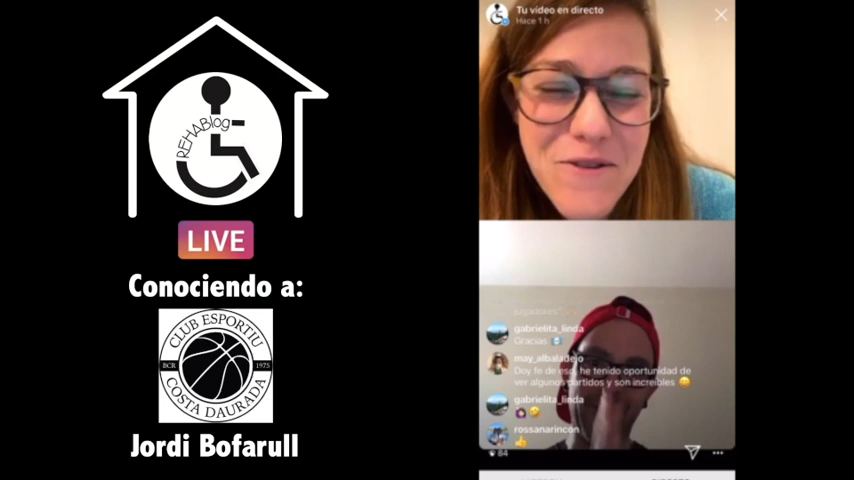 REHABlog
LIVE
Conociendo a:
CLUB ESPORTIU
BCR
1975
COSTA DAURADA
Jordi Bofarull
Tu vídeo en directo
Hace 1 h
jugadores"
gabrielita_linda
Gracias
may_albaladejo
Doy fe de eso, he tenido oportunidad de
ver algunos partidos y son increíbles
gabrielita_linda
rossanarincon
84